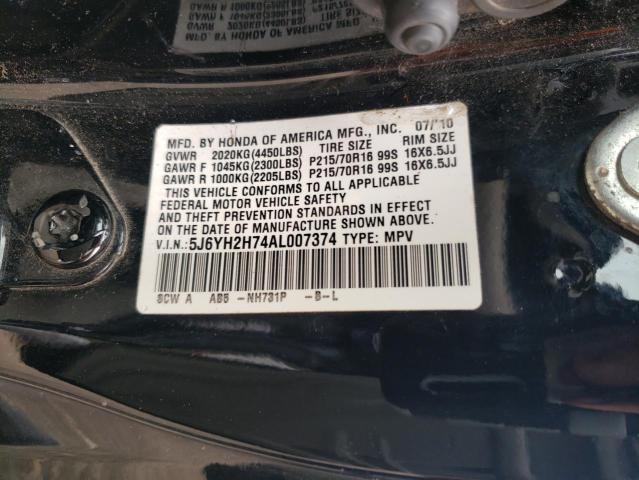 MFD. BY HONDA OF AMERICA MFG., INC. 07/'10
GVWR 2020KG(4450LBS) TIRE SIZE RIM SIZE
GAWR F 1045KG(2300LBS) P215/70R16 99S 16X6.5JJ
GAWR R 1000KG(2205LBS) P215/70R16 99S 16X6.5JJ
THIS VEHICLE CONFORMS TO ALL APPLICABLE
FEDERAL MOTOR VEHICLE SAFETY
AND THEFT PREVENTION STANDARDS IN EFFECT
ON THE DATE OF MANUFACTURE SHOWN ABOVE.
V.I.N.: 5J6YH2H74AL007374 TYPE: MPV
SCW A AB5 -NH731P -B-L